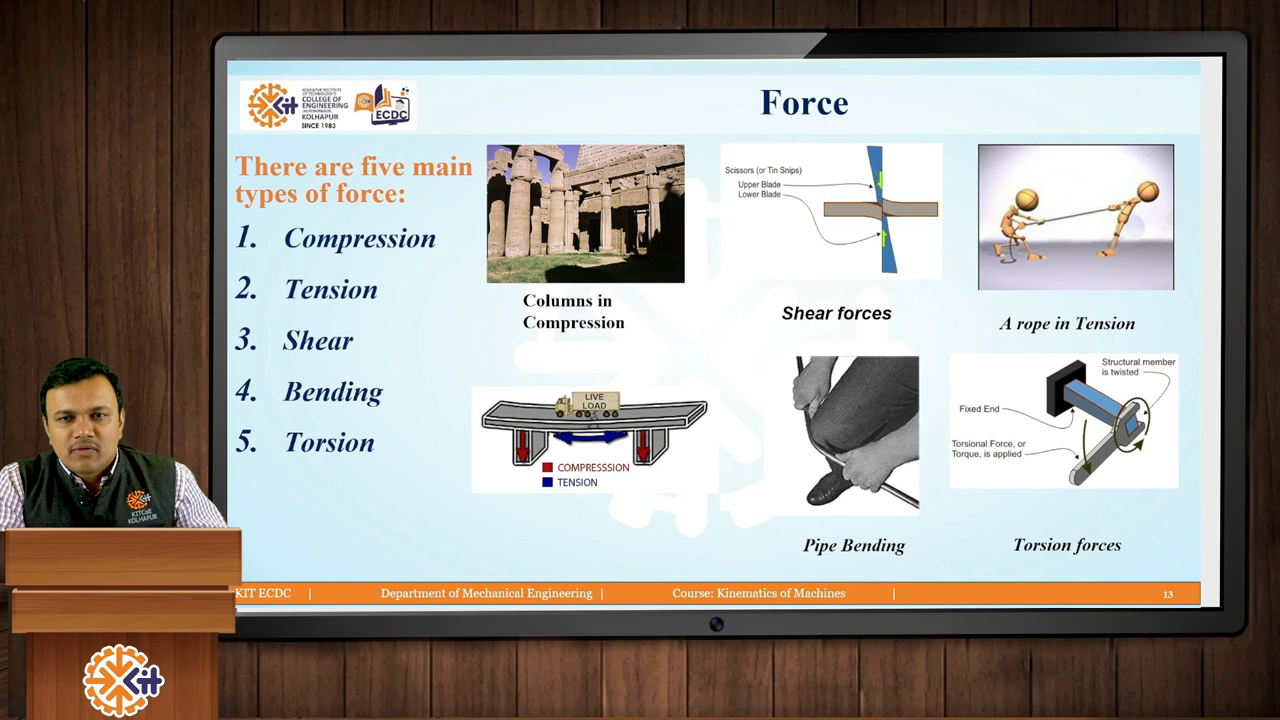 KOLHAPUR INSTITUTE
OF TECHNOLOGY'S
COLLEGE OF
ENGINEERING
(AUTONOMOUS),
KOLHAPUR
SINCE 1983
Kit
ECDC
Force
There are five main
types of force:
1. Compression
2. Tension
3. Shear
4. Bending
5. Torsion
Columns in
Compression
Scissors (or Tin Snips)
Upper Blade
Lower Blade
Shear forces
A rope in Tension
LIVE
LOAD
COMPRESSSION
TENSION
Pipe Bending
Structural member
is twisted
Fixed End
Torsional Force, or
Torque, is applied
Torsion forces
KIT ECDC |
Department of Mechanical Engineering |
Course: Kinematics of Machines |
13
KITCoE
KOLHAPUR
Kit